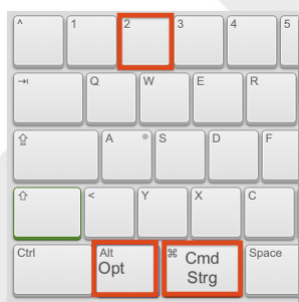 ^ 1 2 3 4 5
→| Q W E R
⇪ A S D F
⇧ < Y X C
Ctrl Alt ⌘ Cmd Space
Opt Strg